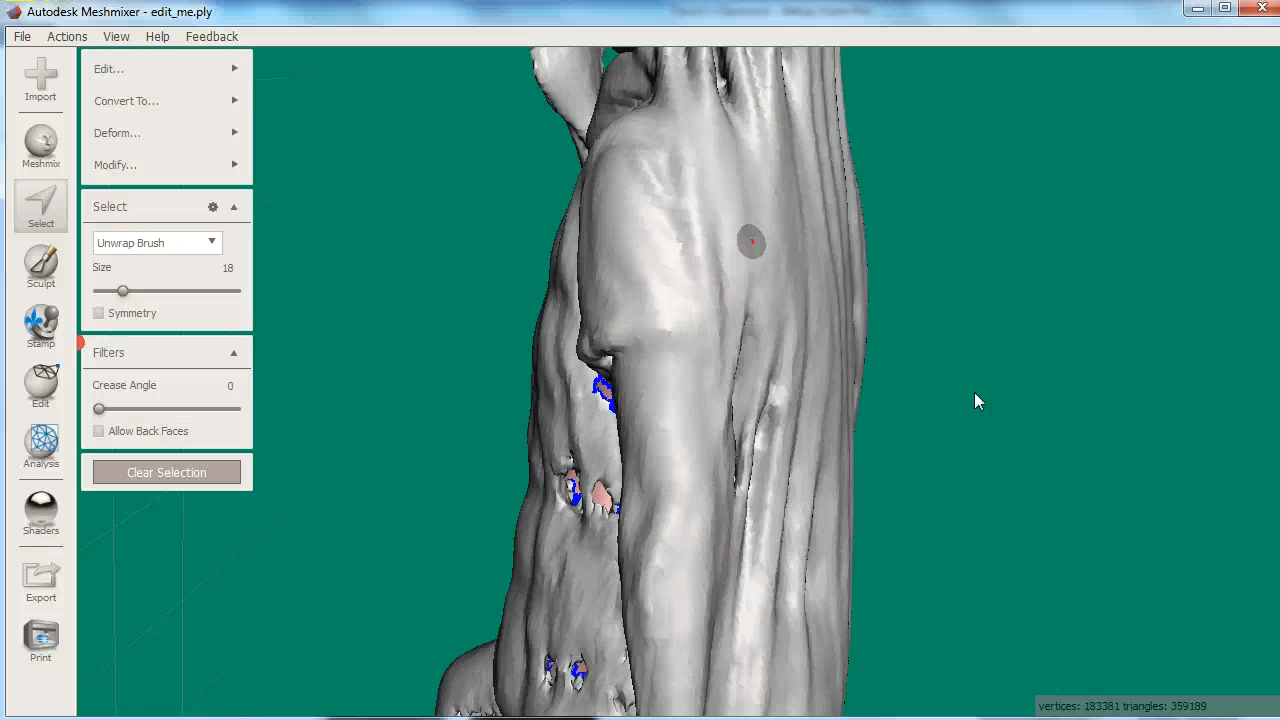 Autodesk Meshmixer - edit_me.ply
File Actions View Help Feedback
Import
Meshmix
Select
Sculpt
Stamp
Edit
Analysis
Shaders
Export
Print
Edit...
Convert To...
Deform...
Modify...
Select
Unwrap Brush
Size 18
Symmetry
Filters
Crease Angle 0
Allow Back Faces
Clear Selection
vertices: 183381 triangles: 359189